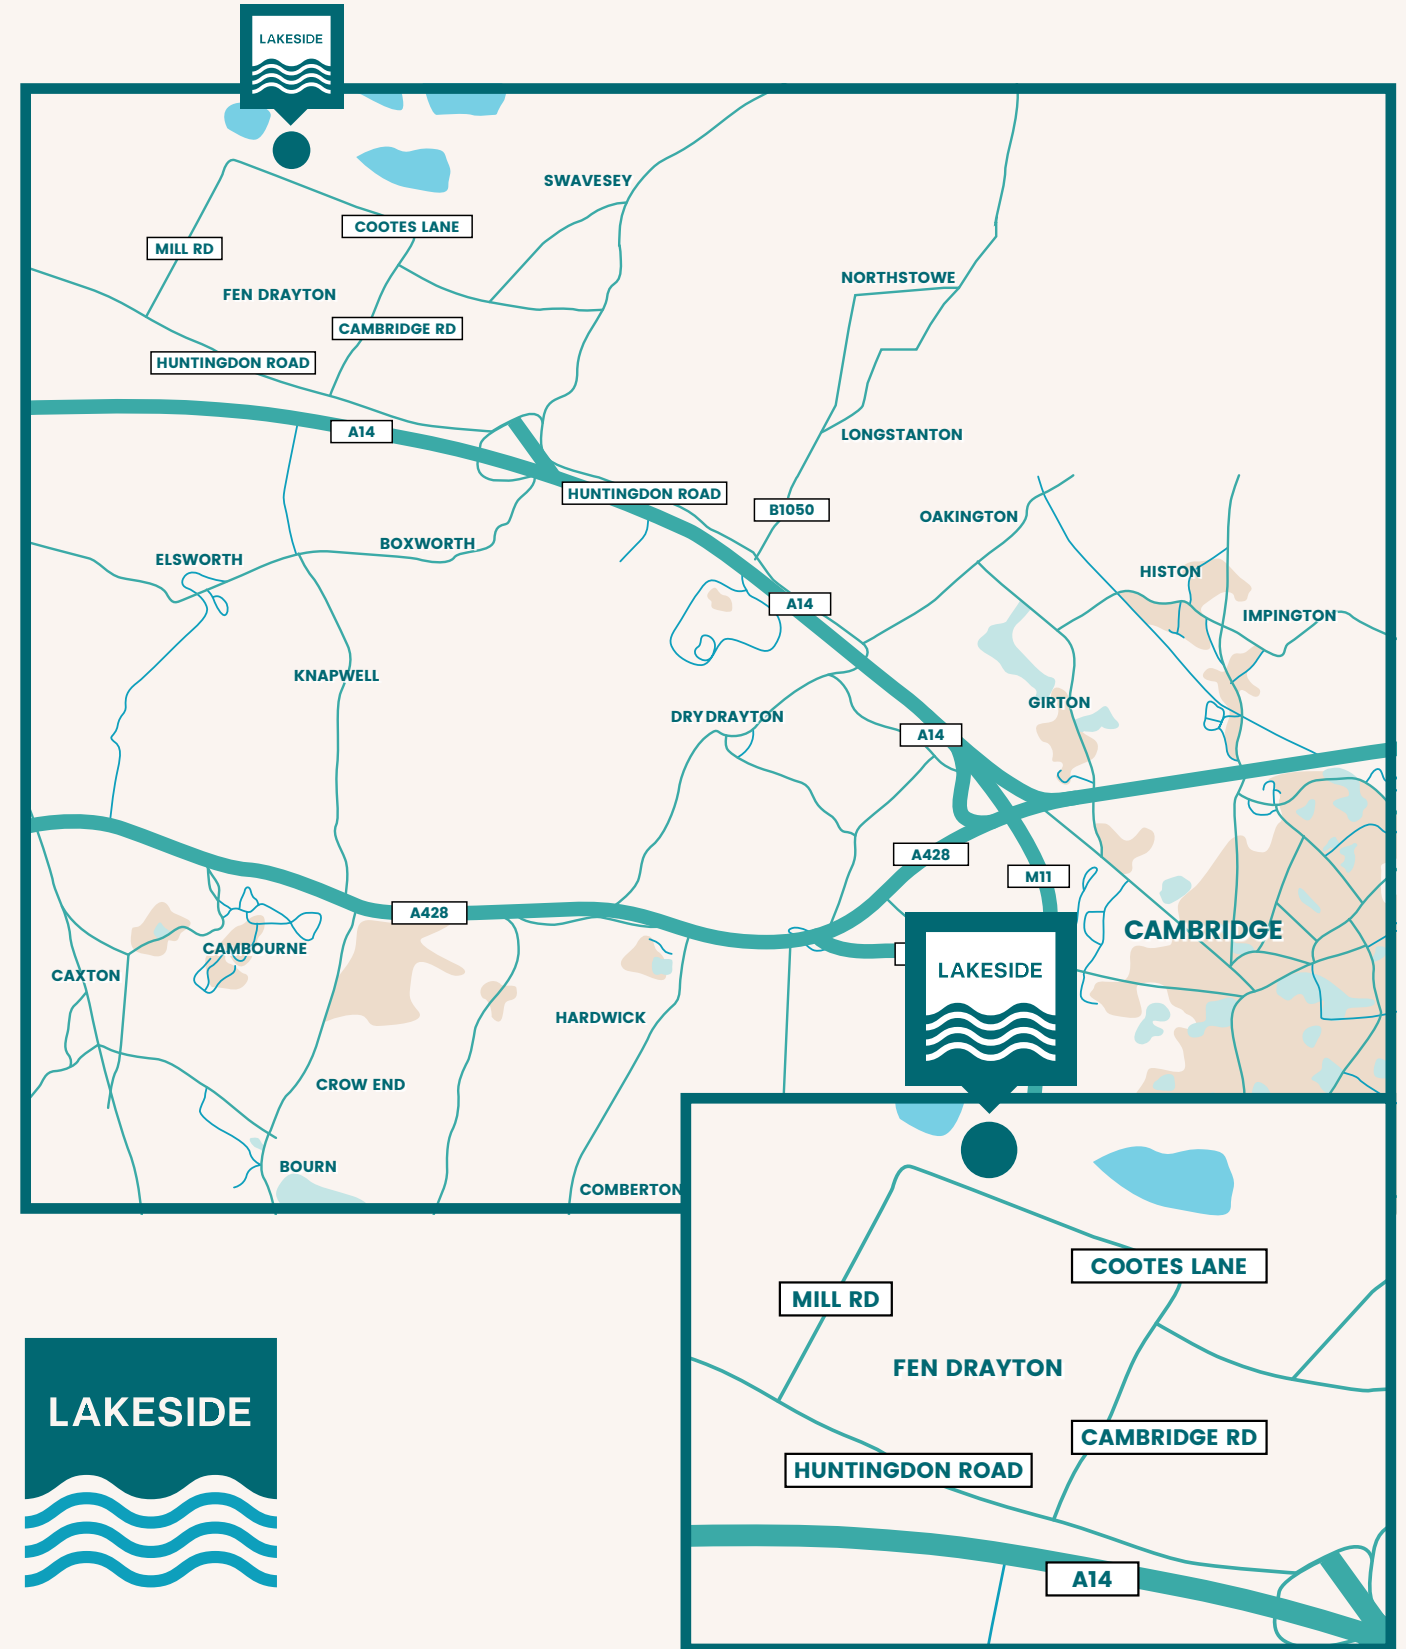 LAKESIDE
SWAVESEY
COOTES LANE
MILL RD
NORTHSTOWE
FEN DRAYTON
CAMBRIDGE RD
HUNTINGDON ROAD
A14
LONGSTANTON
HUNTINGDON ROAD
B1050
OAKINGTON
BOXWORTH
ELSWORTH
HISTON
A14
IMPINGTON
KNAPWELL
GIRTON
DRY DRAYTON
A14
A428
M11
A428
CAMBRIDGE
CAMBOURNE
CAXTON
LAKESIDE
HARDWICK
CROW END
BOURN
COMBERTON
COOTES LANE
MILL RD
FEN DRAYTON
CAMBRIDGE RD
HUNTINGDON ROAD
A14
LAKESIDE